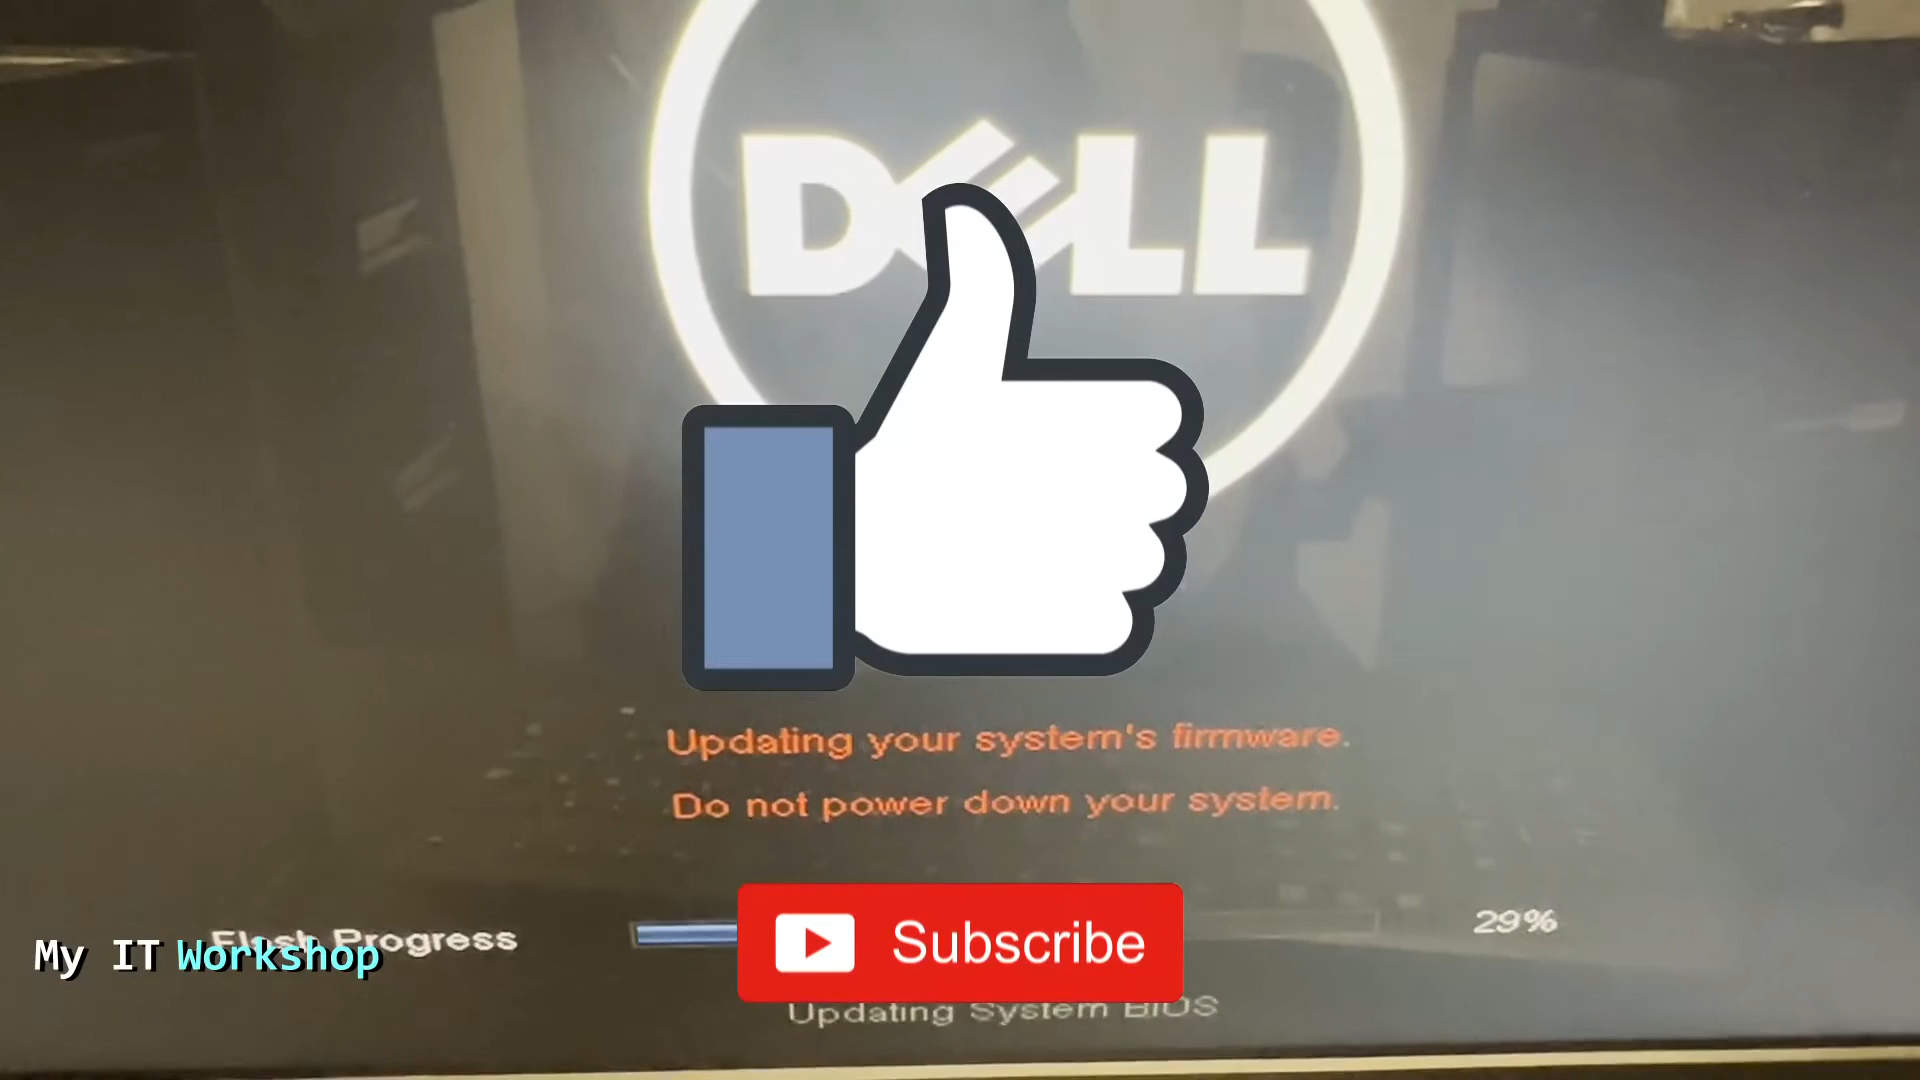 DELL
Updating your system's firmware.
Do not power down your system.
Flash Progress
29%
My IT Workshop
Subscribe
Updating System BIOS